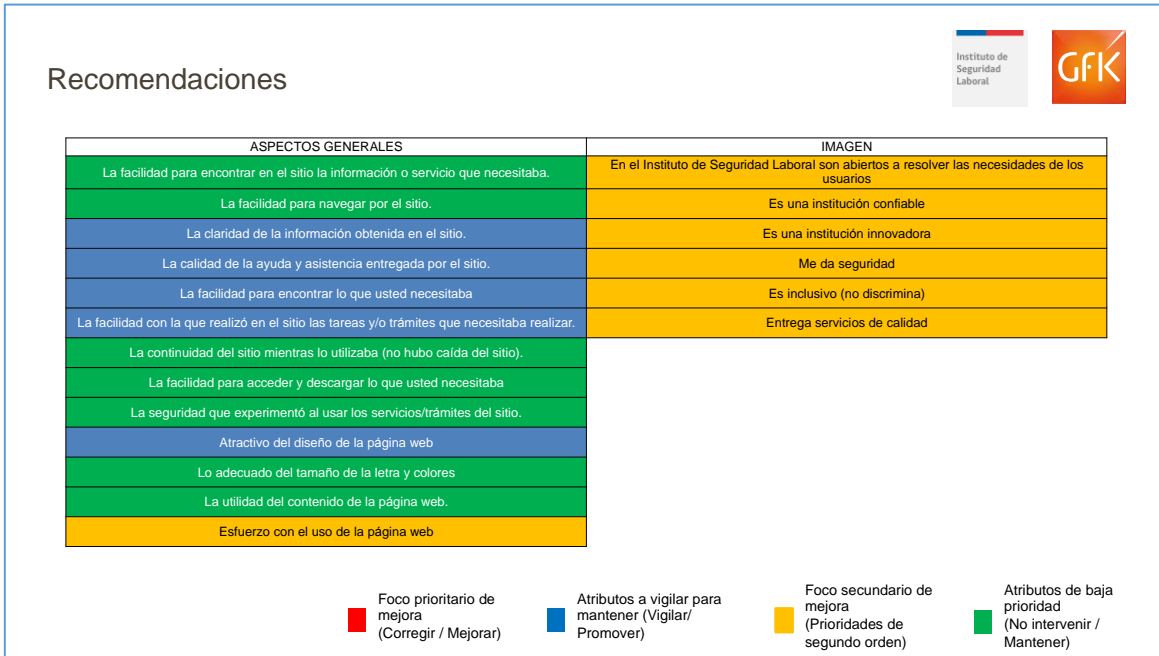 Recomendaciones
Instituto de
Seguridad
Laboral
GfK
ASPECTOS GENERALES
IMAGEN
La facilidad para encontrar en el sitio la información o servicio que necesitaba.
En el Instituto de Seguridad Laboral son abiertos a resolver las necesidades de los
usuarios
La facilidad para navegar por el sitio.
Es una institución confiable
La claridad de la información obtenida en el sitio.
Es una institución innovadora
La calidad de la ayuda y asistencia entregada por el sitio.
Me da seguridad
La facilidad para encontrar lo que usted necesitaba
Es inclusivo (no discrimina)
La facilidad con la que realizó en el sitio las tareas y/o trámites que necesitaba realizar.
Entrega servicios de calidad
La continuidad del sitio mientras lo utilizaba (no hubo caída del sitio).
La facilidad para acceder y descargar lo que usted necesitaba
La seguridad que experimentó al usar los servicios/trámites del sitio.
Atractivo del diseño de la página web
Lo adecuado del tamaño de la letra y colores
La utilidad del contenido de la página web.
Esfuerzo con el uso de la página web
Foco prioritario de
mejora
(Corregir / Mejorar)
Atributos a vigilar para
mantener (Vigilar/
Promover)
Foco secundario de
mejora
(Prioridades de
segundo orden)
Atributos de baja
prioridad
(No intervenir /
Mantener)